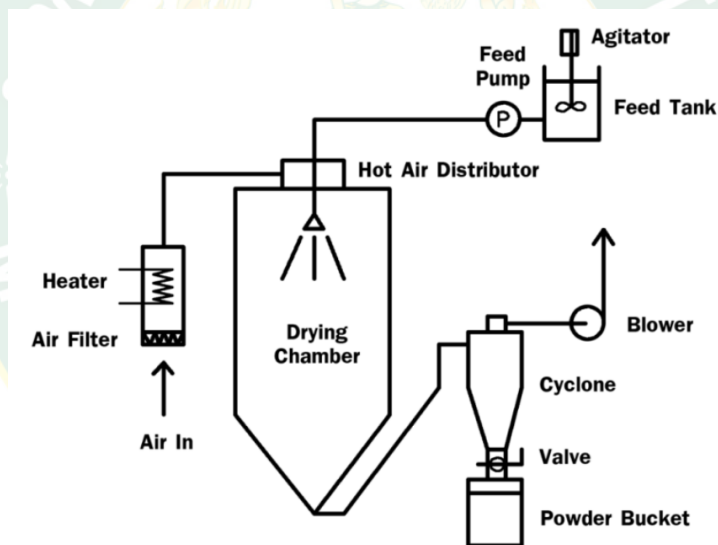 Agitator
Feed
Pump
P
Feed Tank
Hot Air Distributor
Heater
Air Filter
Drying
Chamber
Blower
Cyclone
Air In
Valve
Powder Bucket